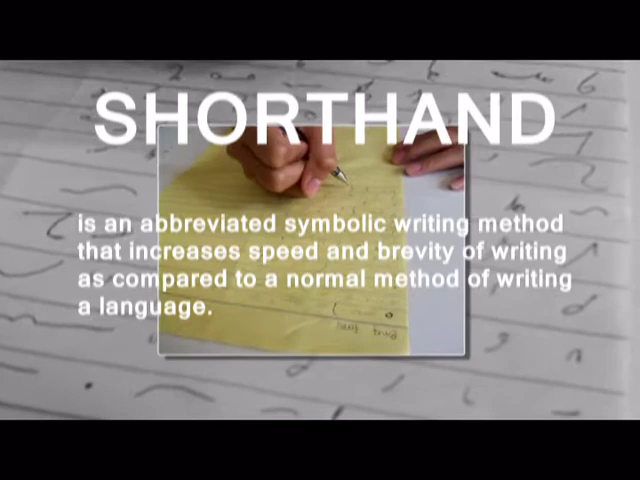 SHORTHAND
is an abbreviated symbolic writing method
that increases speed and brevity of writing
as compared to a normal method of writing
a language.